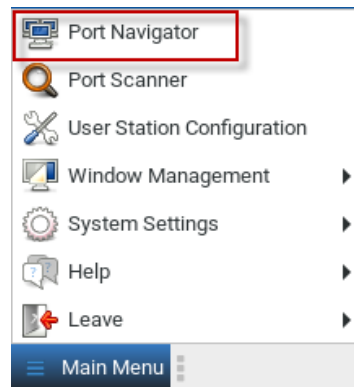 Port Navigator
Port Scanner
User Station Configuration
Window Management
System Settings
Help
Leave
Main Menu